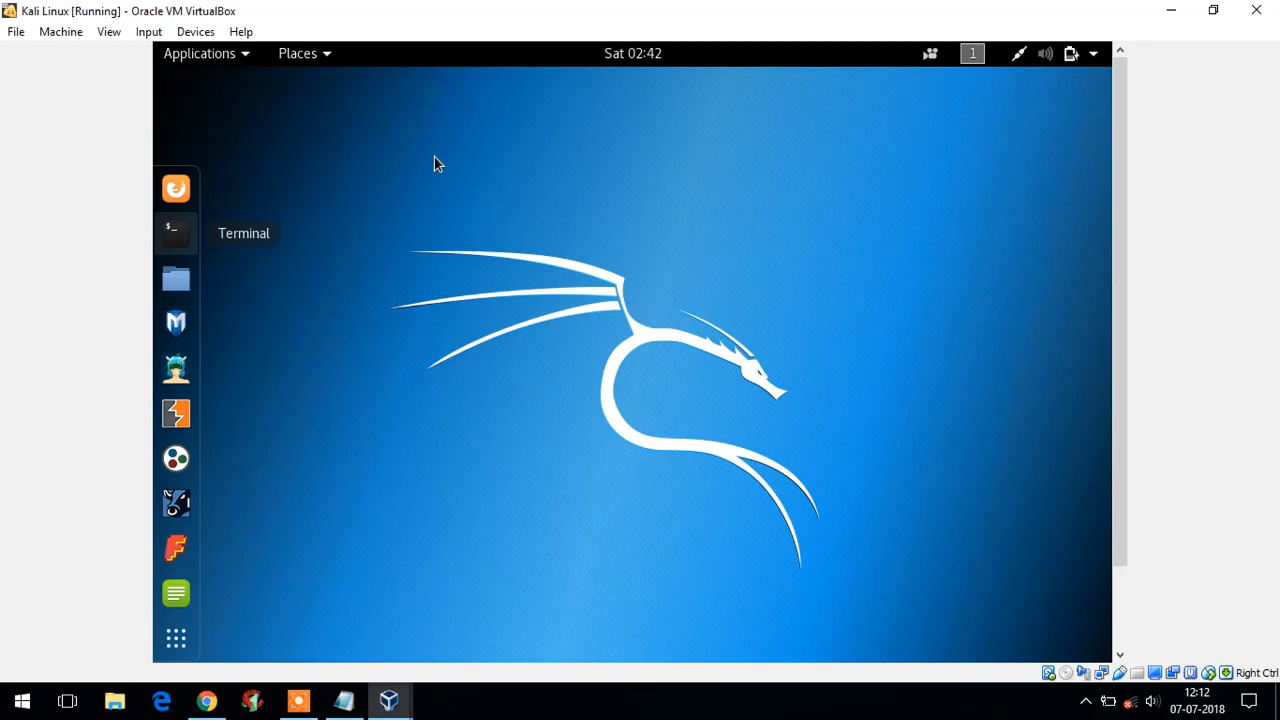 Kali Linux [Running] - Oracle VM VirtualBox
File Machine View Input Devices Help
Applications Places Sat 02:42 1
$_
Terminal
Right Ctrl
12:12
07-07-2018